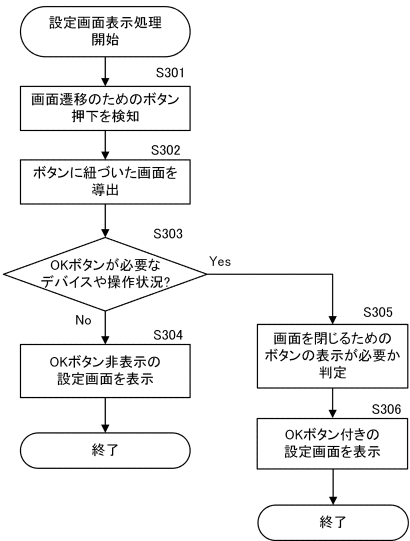 設定画面表示処理
開始
S301
画面遷移のためのボタン
押下を検知
S302
ボタンに紐づいた画面を
導出
S303
OKボタンが必要な
デバイスや操作状況?
Yes
No
S304
OKボタン非表示の
設定画面を表示
終了
S305
画面を閉じるための
ボタンの表示が必要か
判定
S306
OKボタン付きの
設定画面を表示
終了